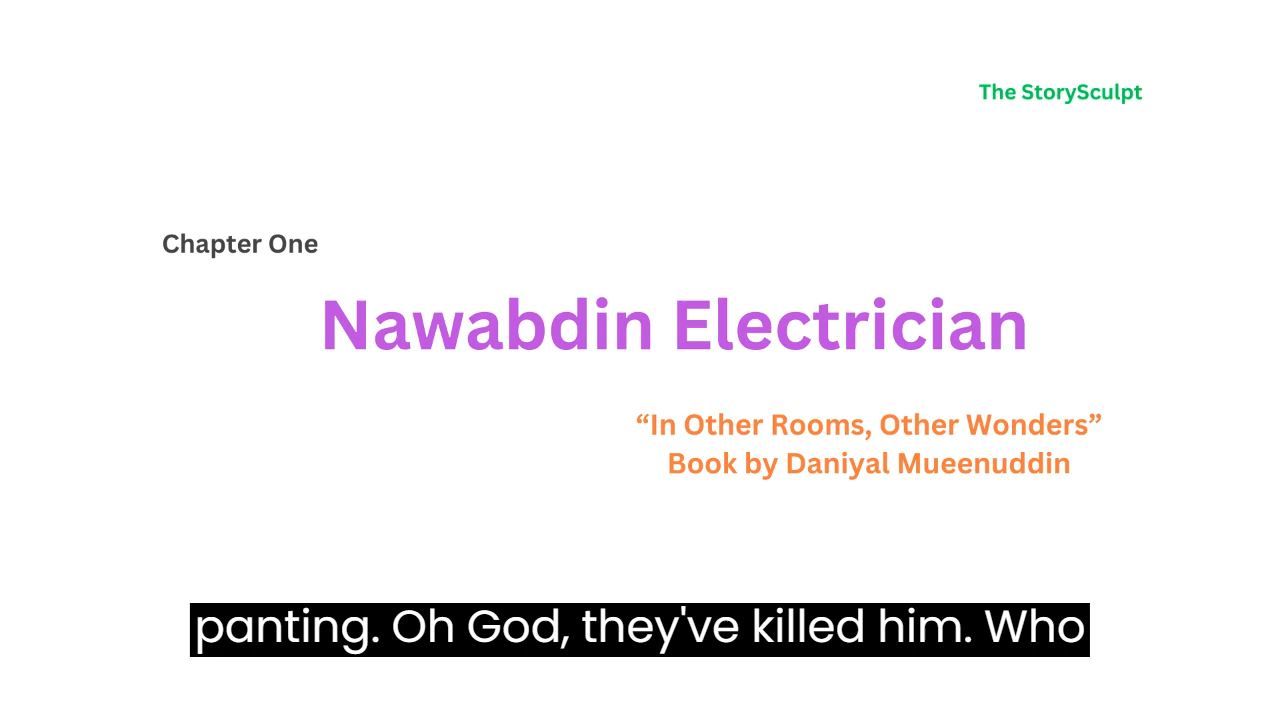 The StorySculpt
Chapter One
Nawabdin Electrician
“In Other Rooms, Other Wonders”
Book by Daniyal Mueenuddin
panting. Oh God, they've killed him. Who